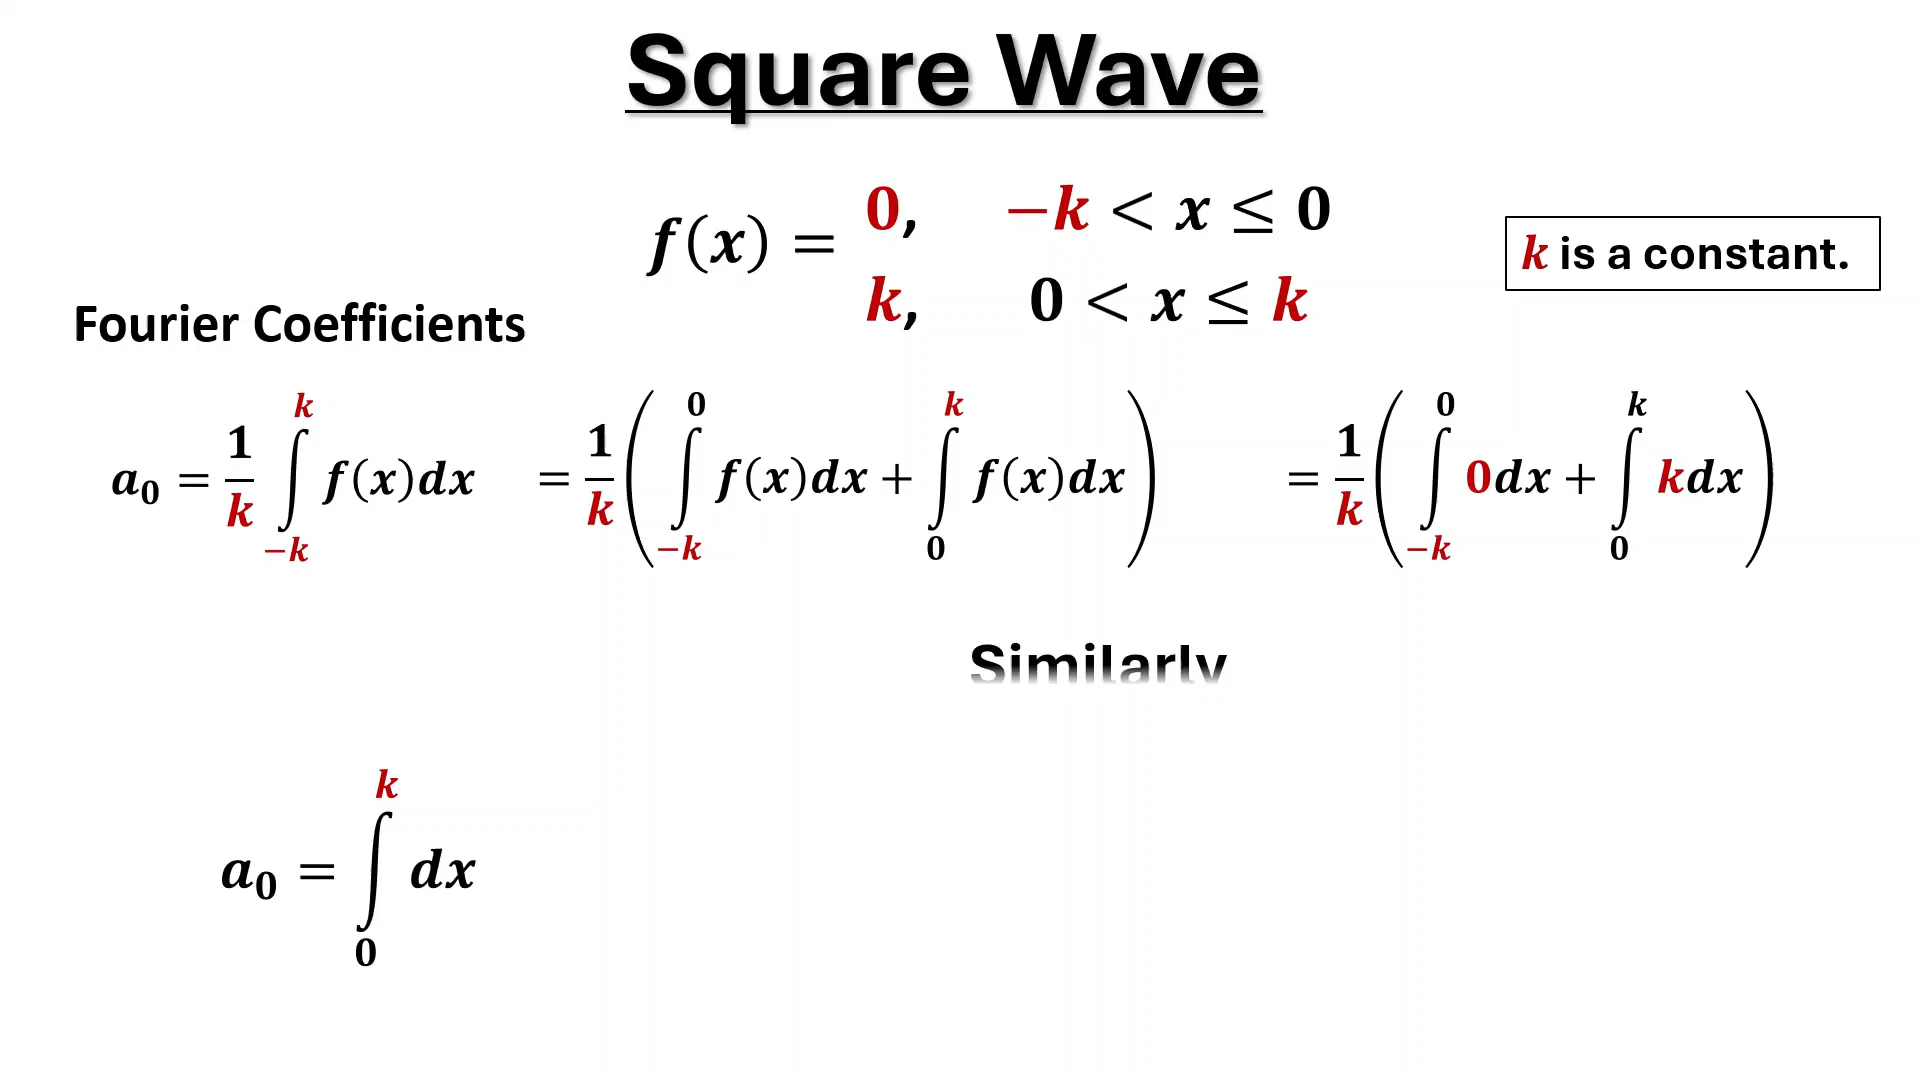 Square Wave
f(x) = 0, −k < x ≤ 0
k, 0 < x ≤ k
k is a constant.
Fourier Coefficients
a₀ = 1/k ∫_{−k}^{k} f(x)dx = 1/k ( ∫_{−k}^{0} f(x)dx + ∫_{0}^{k} f(x)dx ) = 1/k ( ∫_{−k}^{0} 0dx + ∫_{0}^{k} kdx )
Similarly
a₀ = ∫_{0}^{k} dx